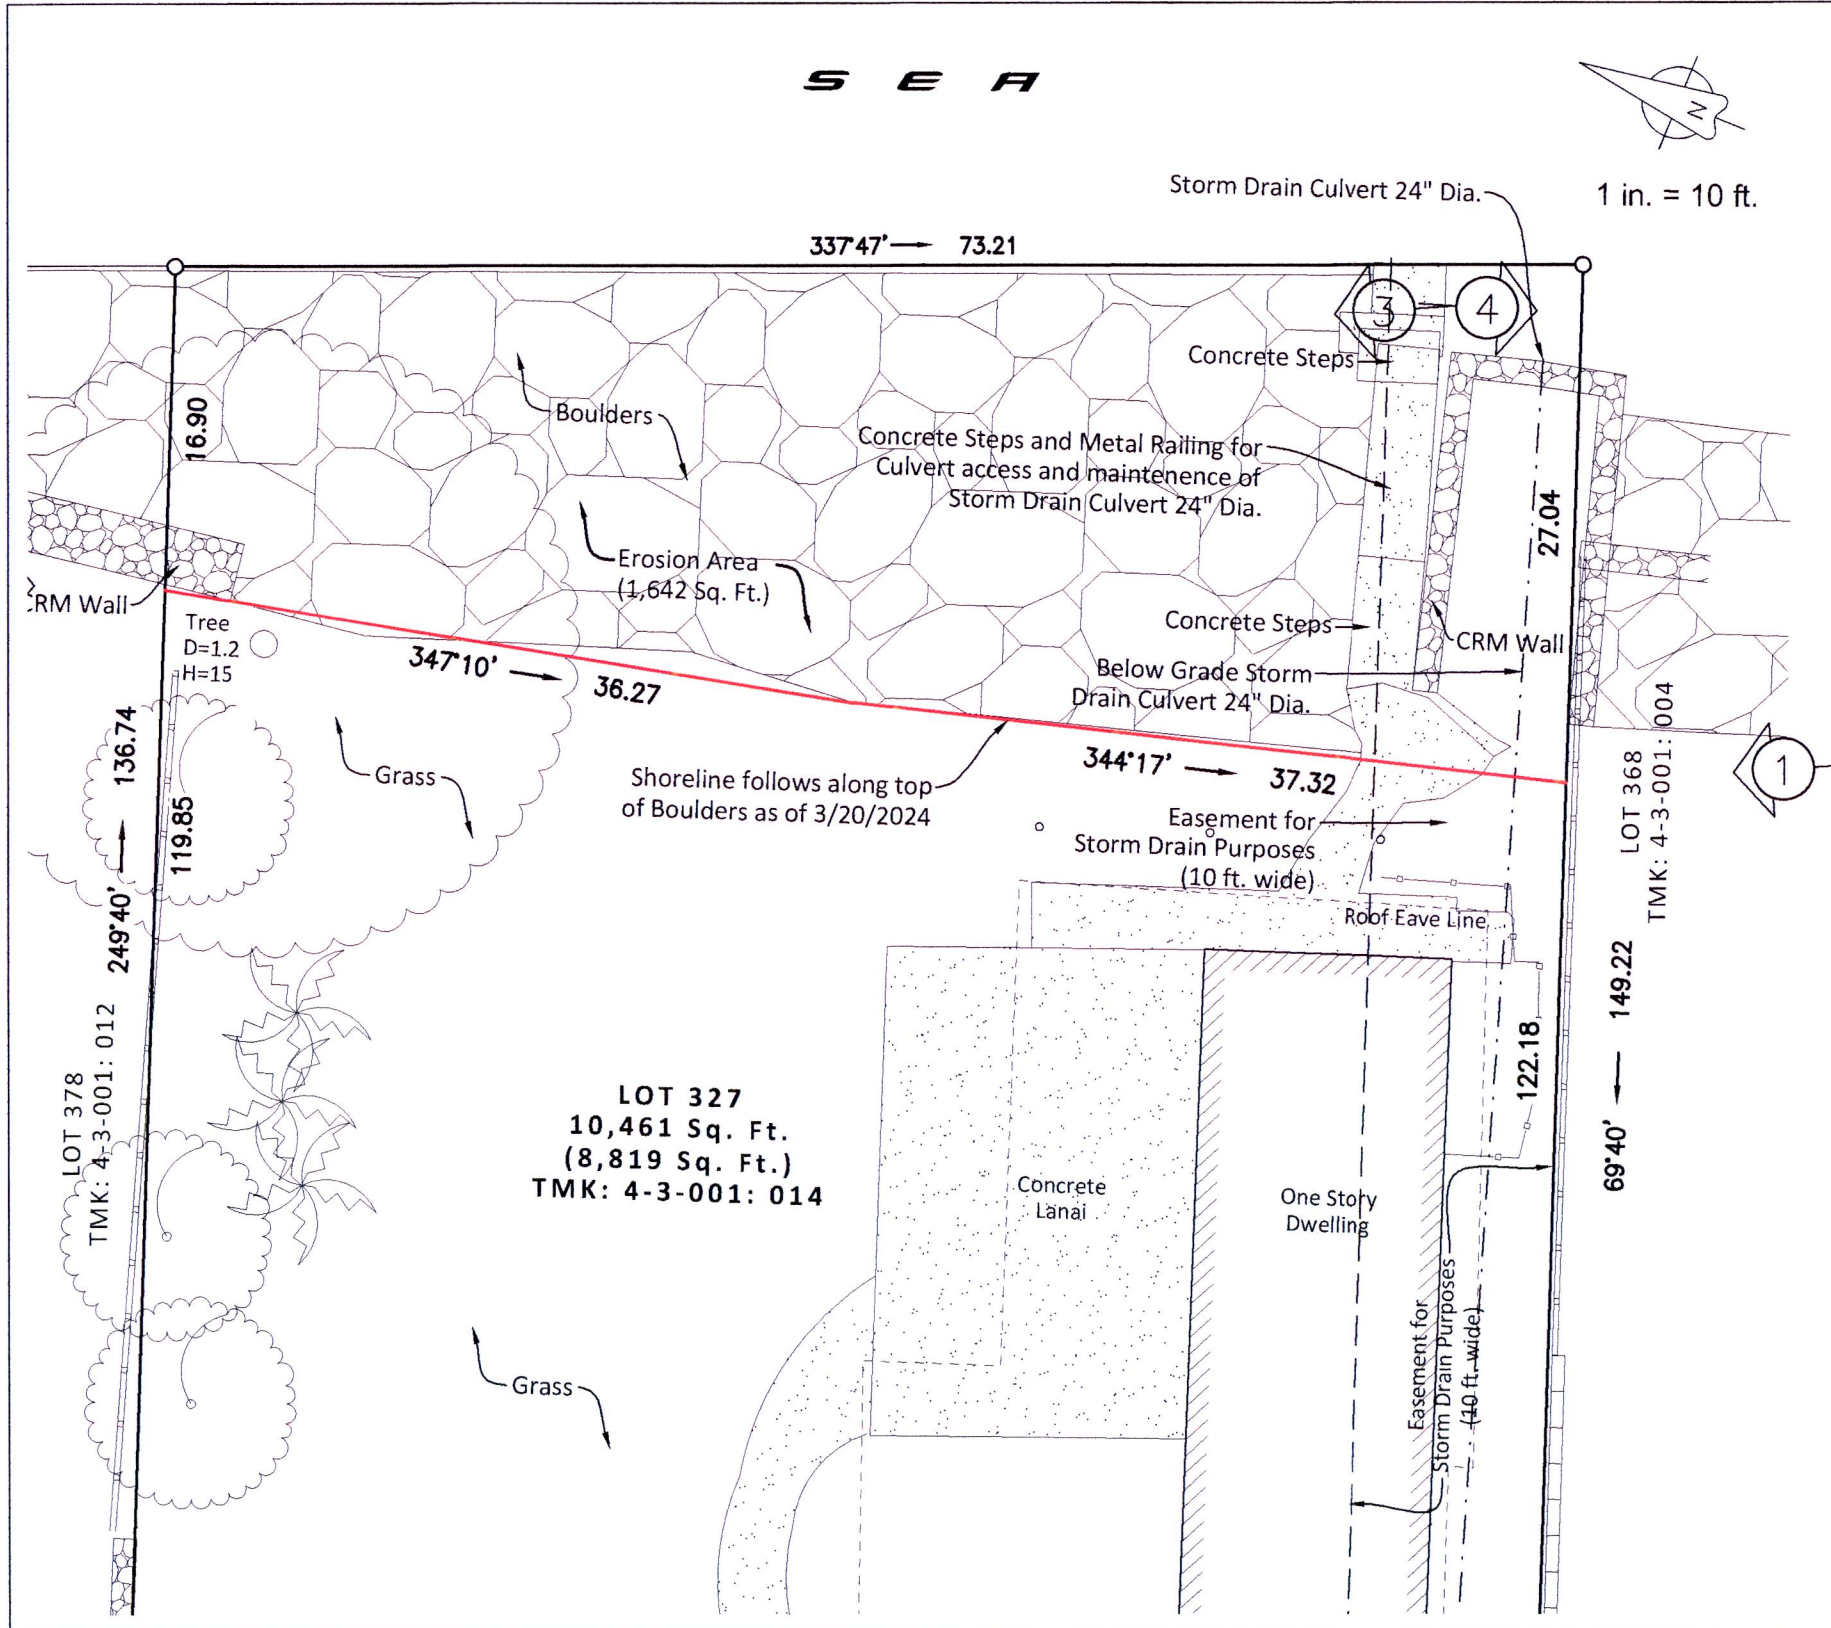 SEA
N
Storm Drain Culvert 24" Dia.
1 in. = 10 ft.
337°47' 73.21
3
4
Concrete Steps
Boulders
16.90
Concrete Steps and Metal Railing for
Culvert access and maintenence of
Storm Drain Culvert 24" Dia.
27.04
Erosion Area
(1,642 Sq. Ft.)
CRM Wall
Tree
D=1.2
H=15
Concrete Steps
CRM Wall
347°10' 36.27
Below Grade Storm
Drain Culvert 24" Dia.
249°40' 136.74
119.85
Grass
Shoreline follows along top
of Boulders as of 3/20/2024
344°17' 37.32
LOT 368
TMK: 4-3-001: 004
1
Easement for
Storm Drain Purposes
(10 ft. wide)
Roof Eave Line
69°40' 149.22
122.18
LOT 378
TMK: 4-3-001: 012
LOT 327
10,461 Sq. Ft.
(8,819 Sq. Ft.)
TMK: 4-3-001: 014
Concrete
Lanai
One Story
Dwelling
Easement for
Storm Drain Purposes
(10 ft. wide)
Grass